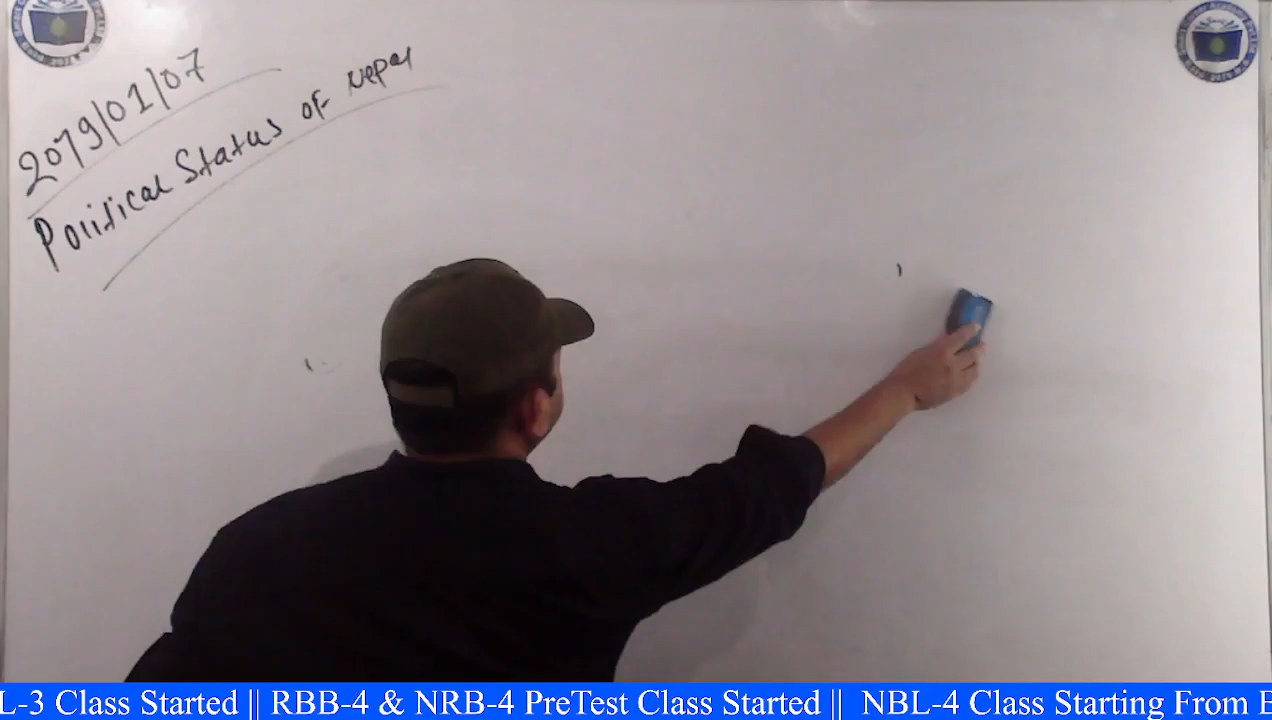 2079/01/07
Political Status of Nepal
L-3 Class Started || RBB-4 & NRB-4 PreTest Class Started || NBL-4 Class Starting From B